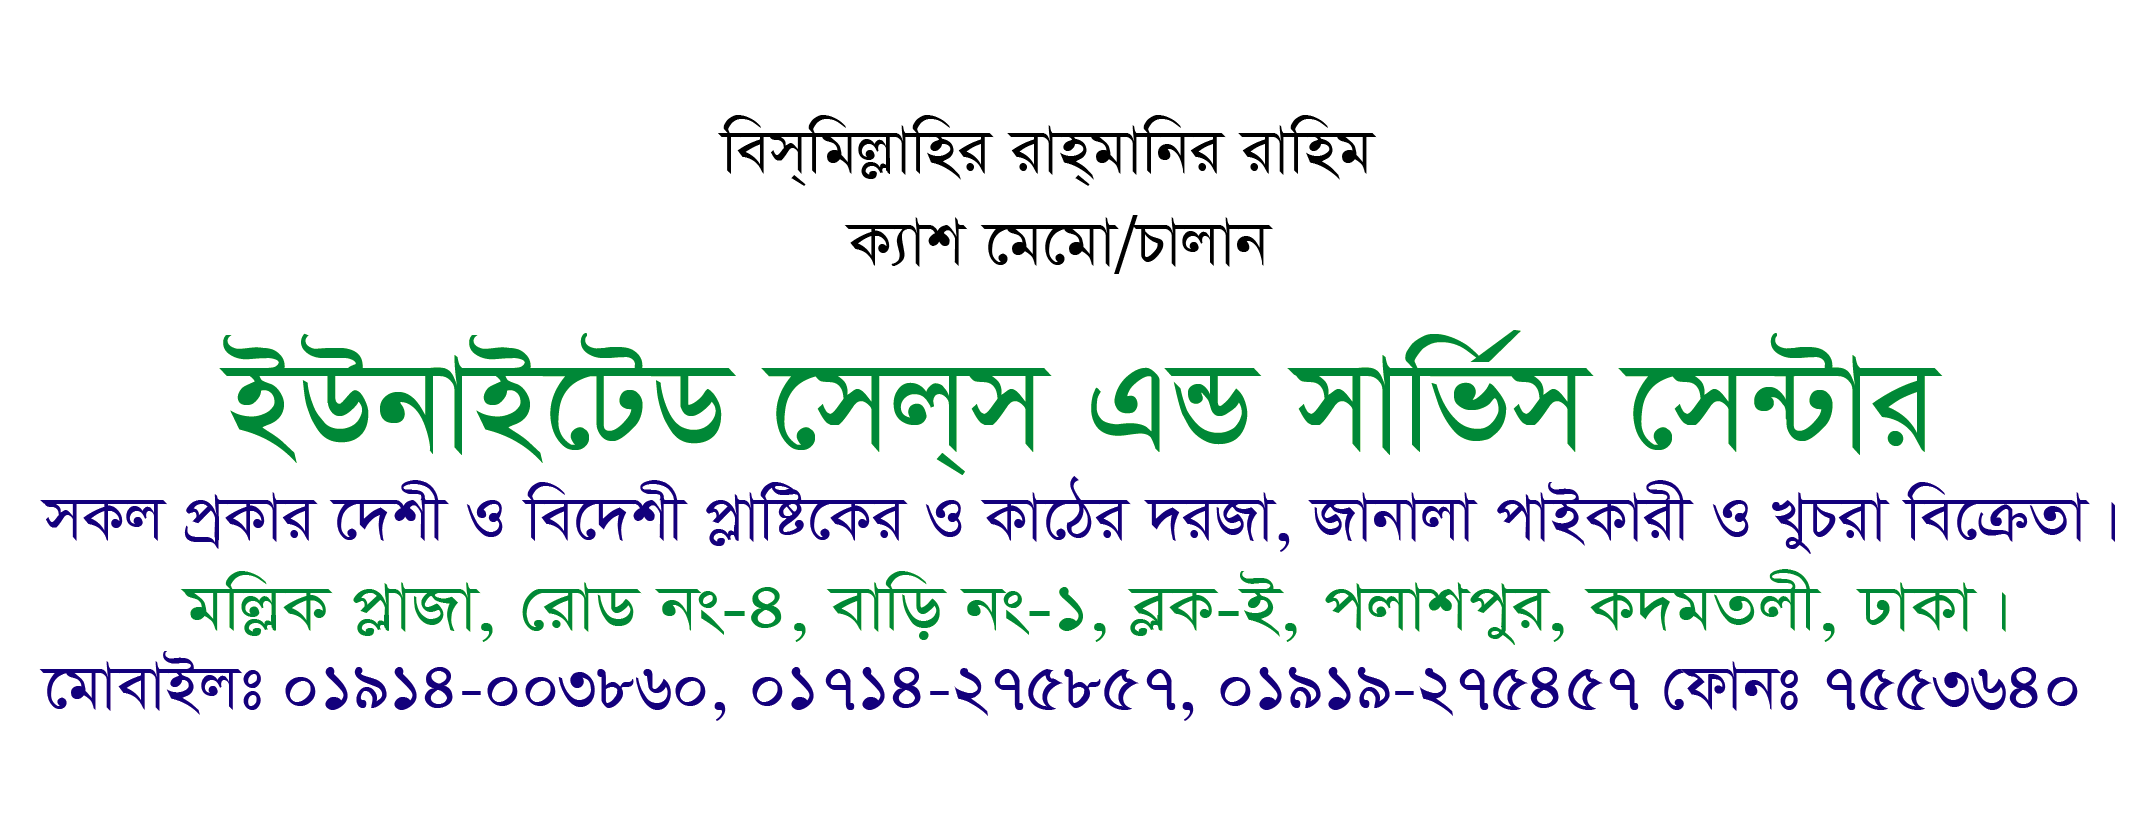 বিস্‌মিল্লাহির রাহ্‌মানির রাহিম
ক্যাশ মেমো/চালান
ইউনাইটেড সেল্‌স এন্ড সার্ভিস সেন্টার
সকল প্রকার দেশী ও বিদেশী প্লাষ্টিকের ও কাঠের দরজা, জানালা পাইকারী ও খুচরা বিক্রেতা।
মল্লিক প্লাজা, রোড নং-৪, বাড়ি নং-১, ব্লক-ই, পলাশপুর, কদমতলী, ঢাকা।
মোবাইলঃ ০১৯১৪-০০৩৮৬০, ০১৭১৪-২৭৫৮৫৭, ০১৯১৯-২৭৫৪৫৭ ফোনঃ ৭৫৫৩৬৪০